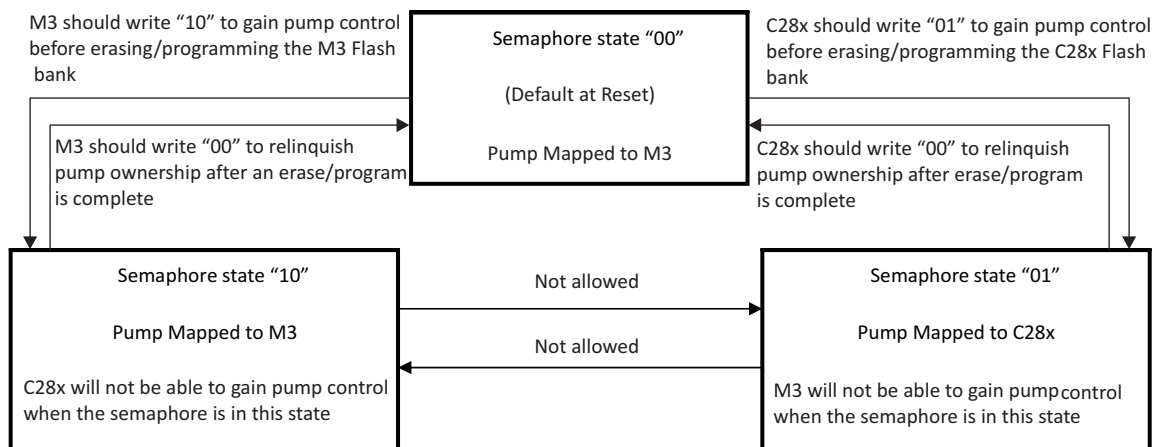 M3 should write “10” to gain pump control
before erasing/programming the M3 Flash
bank
Semaphore state “00”
(Default at Reset)
Pump Mapped to M3
C28x should write “01” to gain pump control
before erasing/programming the C28x Flash
bank
M3 should write “00” to relinquish
pump ownership after an erase/program
is complete
C28x should write “00” to relinquish
pump ownership after erase/program
is complete
Semaphore state “10”
Pump Mapped to M3
C28x will not be able to gain pump control
when the semaphore is in this state
Not allowed
Not allowed
Semaphore state “01”
Pump Mapped to C28x
M3 will not be able to gain pump control
when the semaphore is in this state